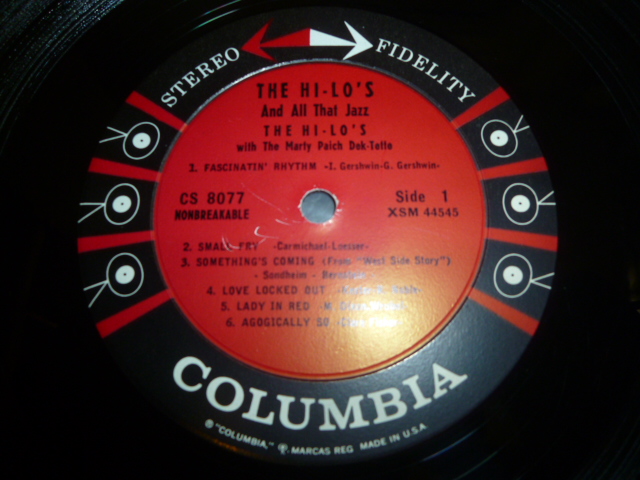 STEREO FIDELITY
THE HI-LO'S
And All That Jazz
THE HI-LO'S
with The Marty Paich Dek-Tette
1. FASCINATIN' RHYTHM -I. Gershwin-G. Gershwin-
CS 8077 Side 1
NONBREAKABLE XSM 44545
2. SMALL FRY -Carmichael-Loesser-
3. SOMETHING'S COMING (From "West Side Story")
- Sondheim - Bernstein -
4. LOVE LOCKED OUT
5. LADY IN RED
6. AGOGICALLY SO
COLUMBIA
® "COLUMBIA," MARCAS REG MADE IN U.S.A.